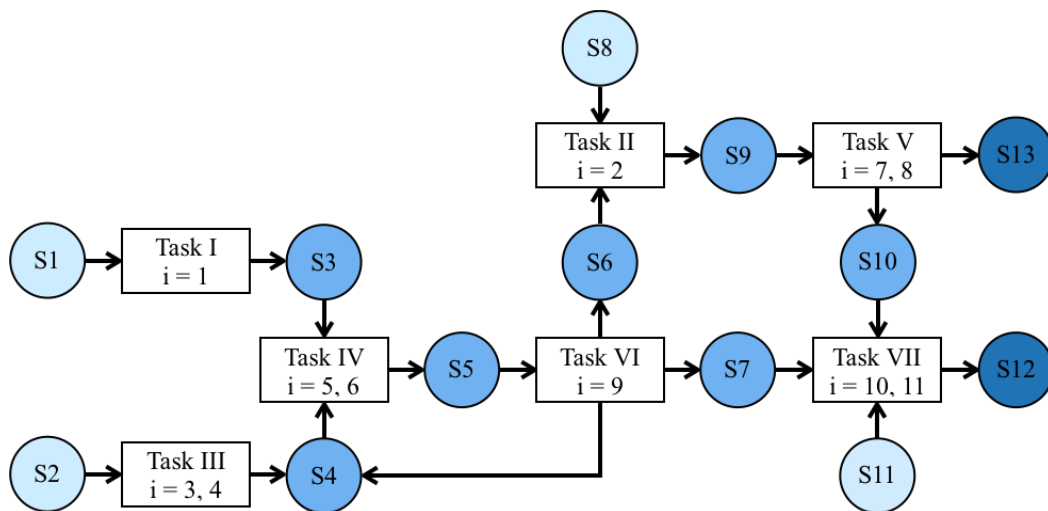 S8
Task II
i = 2
S9
Task V
i = 7, 8
S13
S1
Task I
i = 1
S3
S6
S10
Task IV
i = 5, 6
S5
Task VI
i = 9
S7
Task VII
i = 10, 11
S12
S2
Task III
i = 3, 4
S4
S11